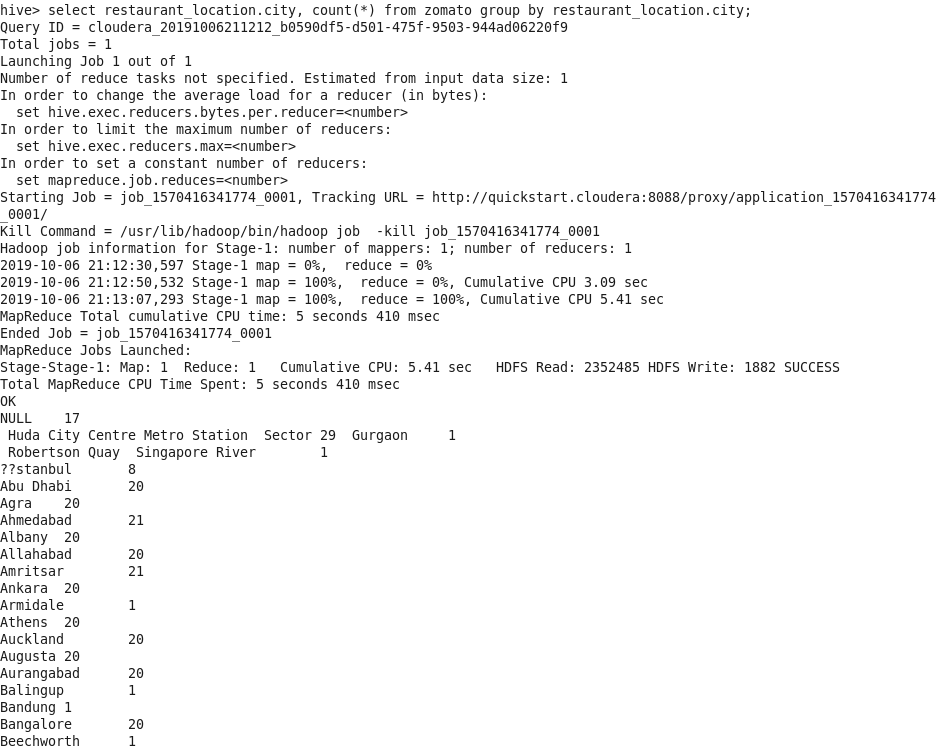 hive> select restaurant_location.city, count(*) from zomato group by restaurant_location.city;
Query ID = cloudera_20191006211212_b0590df5-d501-475f-9503-944ad06220f9
Total jobs = 1
Launching Job 1 out of 1
Number of reduce tasks not specified. Estimated from input data size: 1
In order to change the average load for a reducer (in bytes):
  set hive.exec.reducers.bytes.per.reducer=<number>
In order to limit the maximum number of reducers:
  set hive.exec.reducers.max=<number>
In order to set a constant number of reducers:
  set mapreduce.job.reduces=<number>
Starting Job = job_1570416341774_0001, Tracking URL = http://quickstart.cloudera:8088/proxy/application_1570416341774
_0001/
Kill Command = /usr/lib/hadoop/bin/hadoop job  -kill job_1570416341774_0001
Hadoop job information for Stage-1: number of mappers: 1; number of reducers: 1
2019-10-06 21:12:30,597 Stage-1 map = 0%,  reduce = 0%
2019-10-06 21:12:50,532 Stage-1 map = 100%,  reduce = 0%, Cumulative CPU 3.09 sec
2019-10-06 21:13:07,293 Stage-1 map = 100%,  reduce = 100%, Cumulative CPU 5.41 sec
MapReduce Total cumulative CPU time: 5 seconds 410 msec
Ended Job = job_1570416341774_0001
MapReduce Jobs Launched:
Stage-Stage-1: Map: 1  Reduce: 1   Cumulative CPU: 5.41 sec   HDFS Read: 2352485 HDFS Write: 1882 SUCCESS
Total MapReduce CPU Time Spent: 5 seconds 410 msec
OK
NULL    17
 Huda City Centre Metro Station  Sector 29  Gurgaon     1
 Robertson Quay  Singapore River        1
??stanbul       8
Abu Dhabi       20
Agra    20
Ahmedabad       21
Albany  20
Allahabad       20
Amritsar        21
Ankara  20
Armidale        1
Athens  20
Auckland        20
Augusta 20
Aurangabad      20
Balingup        1
Bandung 1
Bangalore       20
Beechworth      1